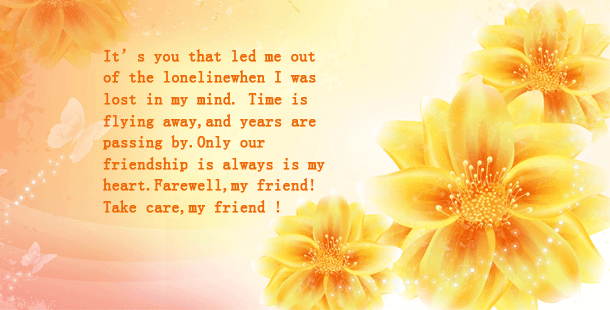 It’s you that led me out
of the lonelinewhen I was
lost in my mind. Time is
flying away,and years are
passing by.Only our
friendship is always is my
heart.Farewell,my friend!
Take care,my friend !